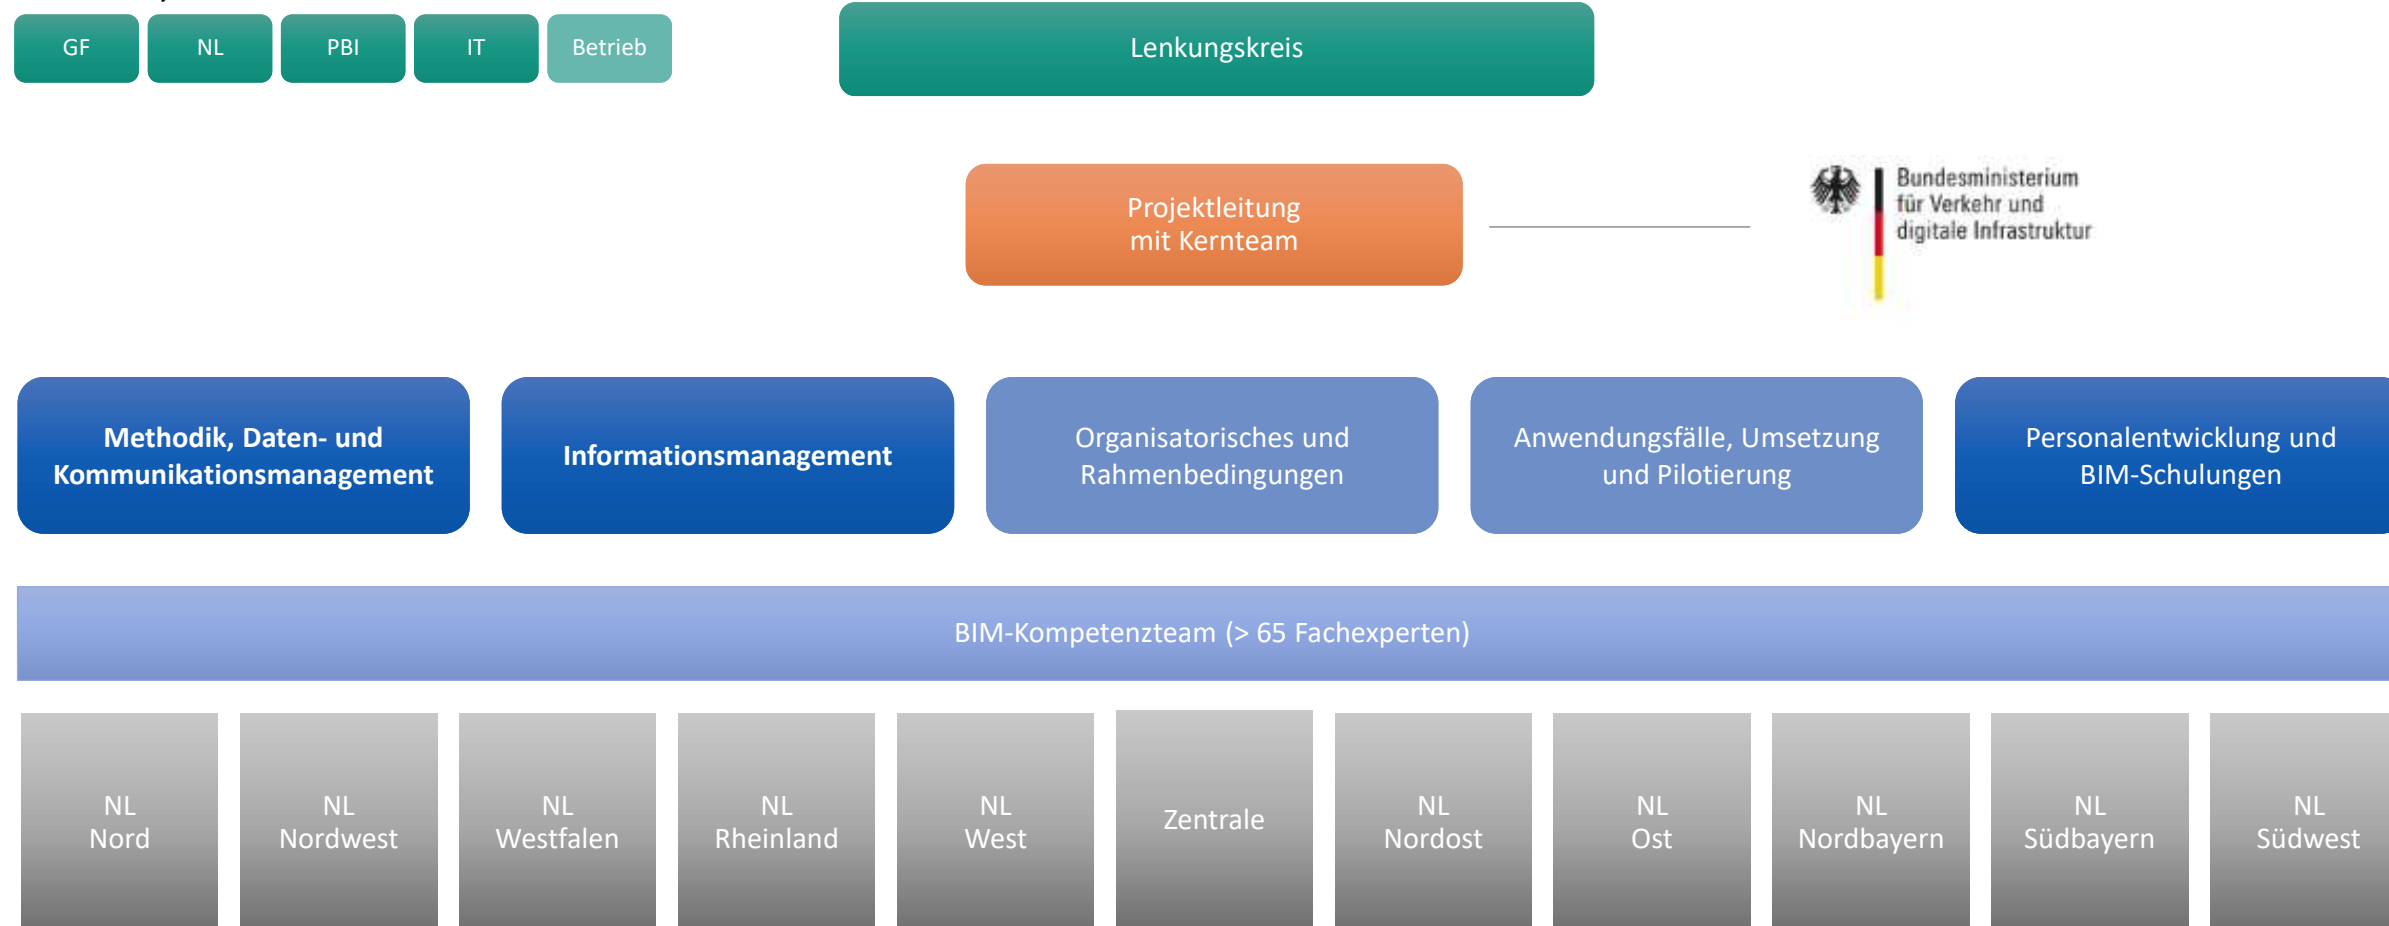 GF
NL
PBI
IT
Betrieb
Lenkungskreis
Projektleitung
mit Kernteam
Bundesministerium
für Verkehr und
digitale Infrastruktur
Methodik, Daten- und
Kommunikationsmanagement
Informationsmanagement
Organisatorisches und
Rahmenbedingungen
Anwendungsfälle, Umsetzung
und Pilotierung
Personalentwicklung und
BIM-Schulungen
BIM-Kompetenzteam (> 65 Fachexperten)
NL
Nord
NL
Nordwest
NL
Westfalen
NL
Rheinland
NL
West
Zentrale
NL
Nordost
NL
Ost
NL
Nordbayern
NL
Südbayern
NL
Südwest